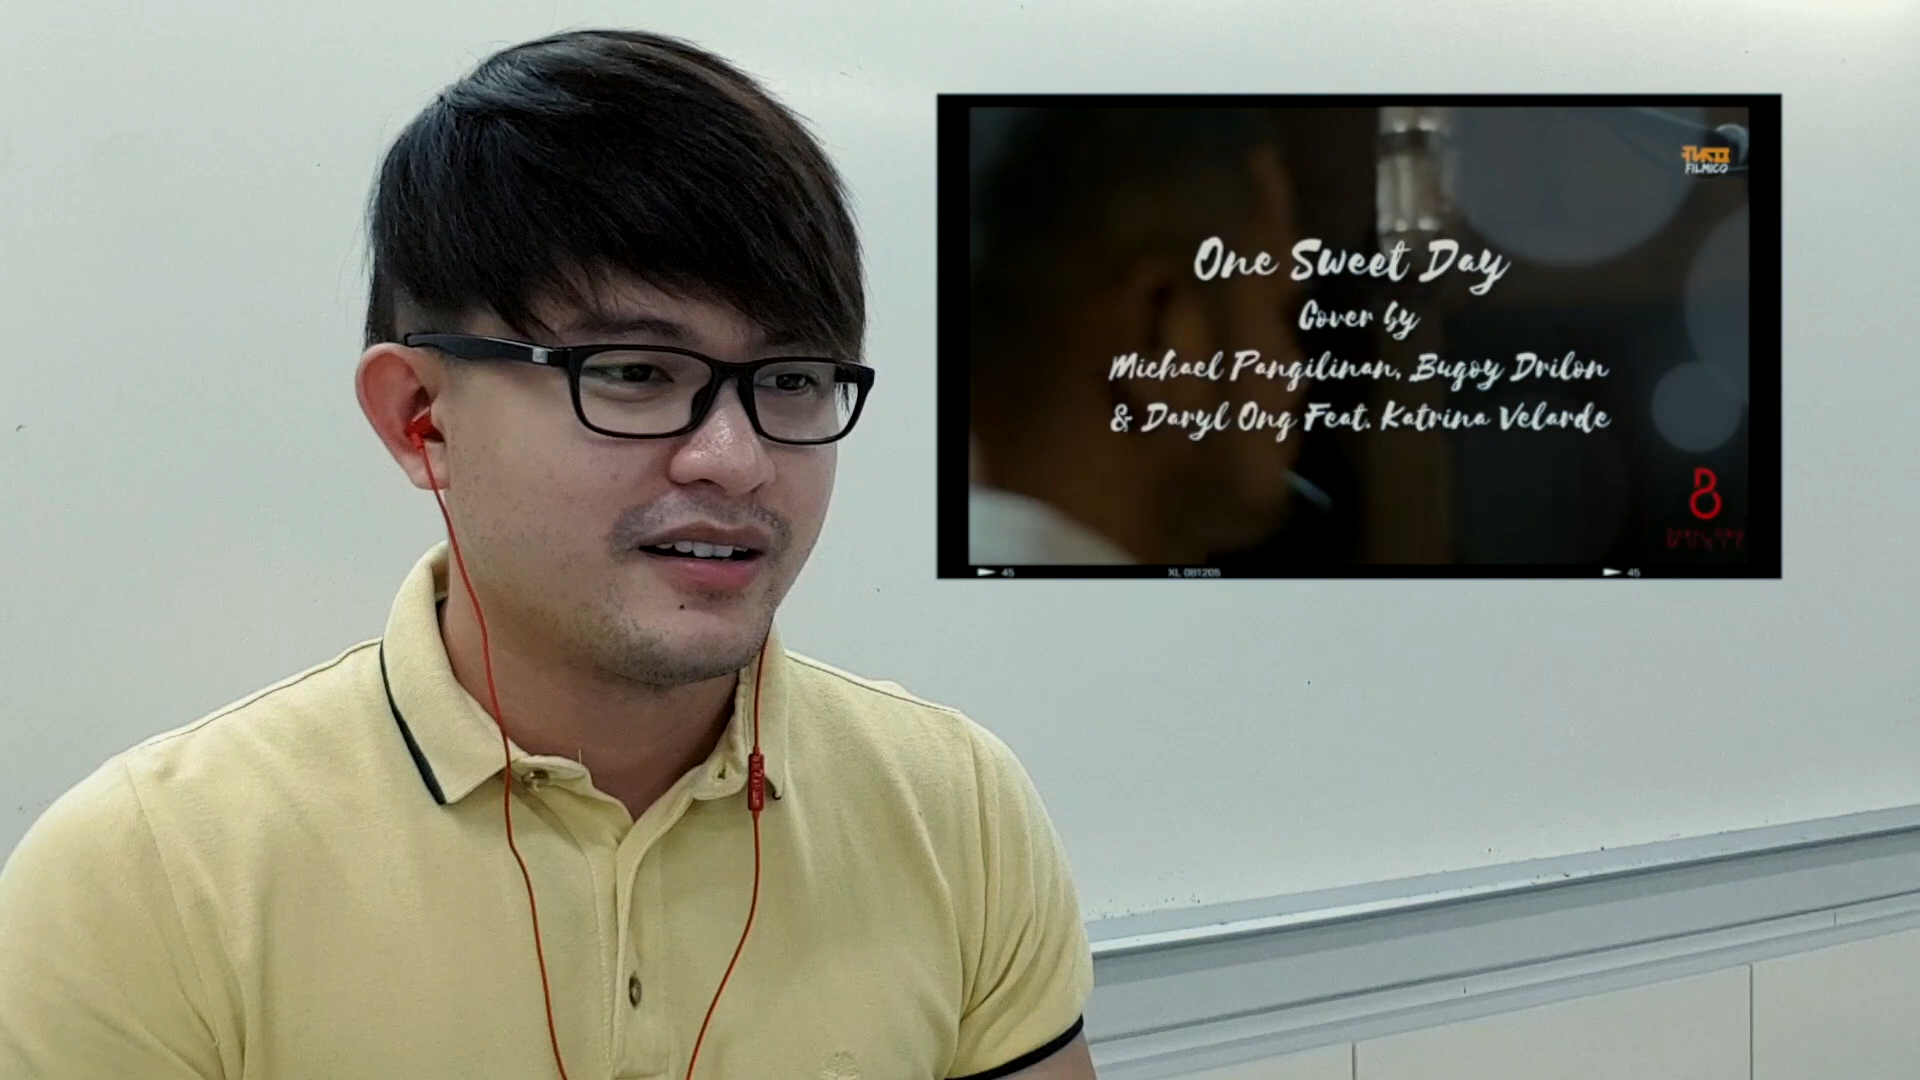 FILMICO
One Sweet Day
Cover by
Michael Pangilinan, Bugoy Drilon
& Daryl Ong Feat. Katrina Velarde
45
XL 081205
45